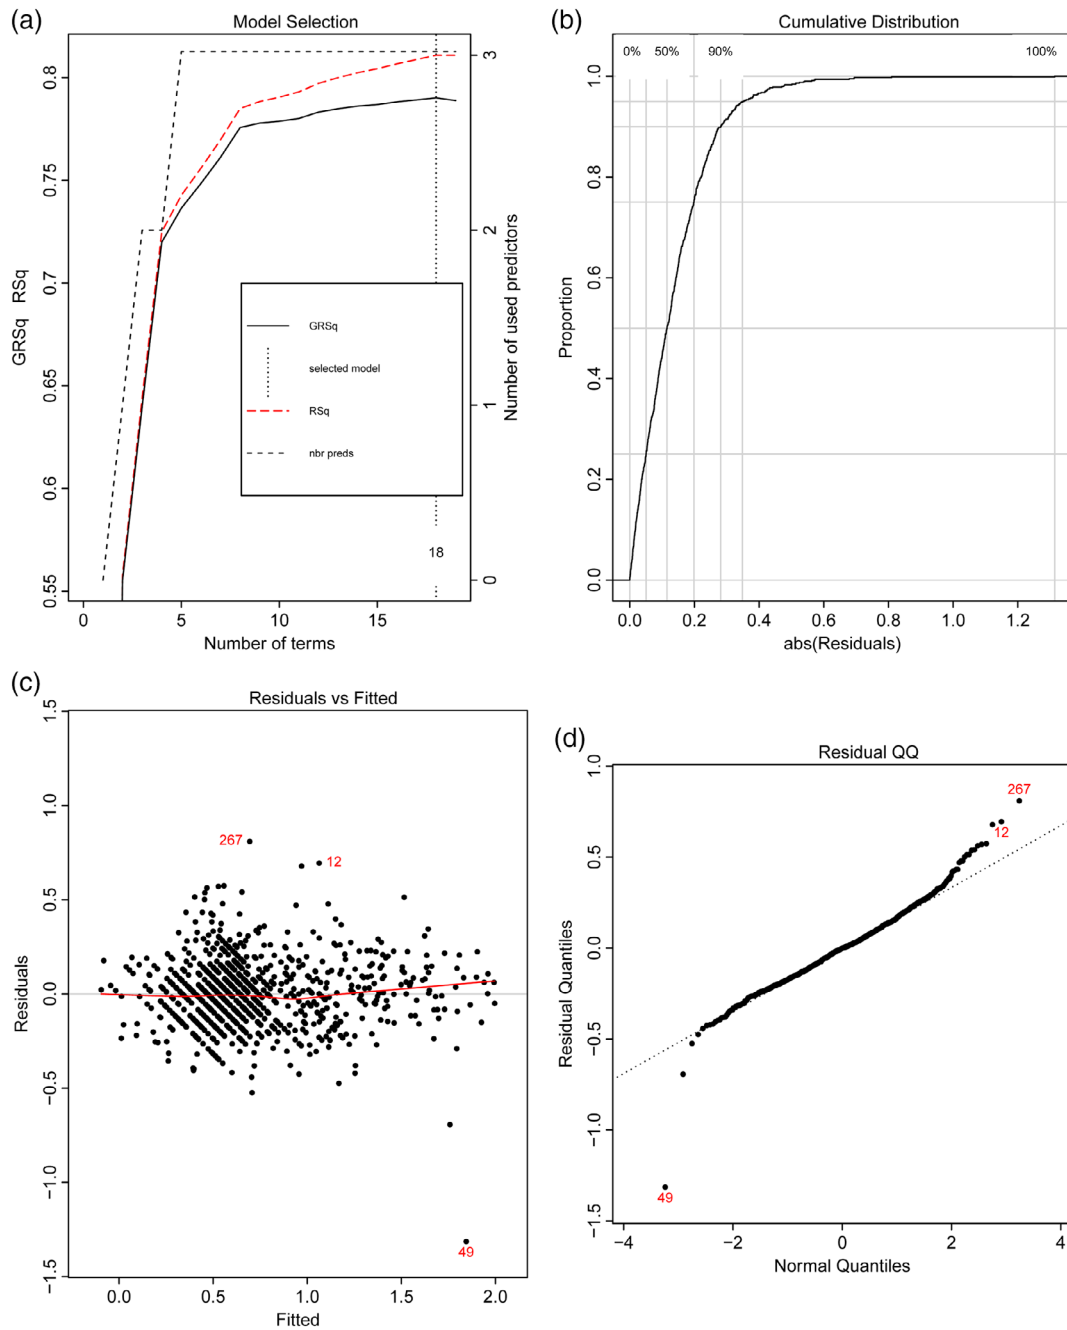 (a)
Model Selection
0.8
0.75
0.7
0.65
0.6
0.55
GRSq RSq
3
2
1
0
Number of used predictors
GRSq
selected model
RSq
nbr preds
18
0 5 10 15
Number of terms
(b)
Cumulative Distribution
0% 50% 90% 100%
1.0
0.8
0.6
0.4
0.2
0.0
Proportion
0.0 0.2 0.4 0.6 0.8 1.0 1.2
abs(Residuals)
(c)
Residuals vs Fitted
1.5
1.0
0.5
0.0
−0.5
−1.0
−1.5
Residuals
267
12
49
0.0 0.5 1.0 1.5 2.0
Fitted
(d)
Residual QQ
1.0
0.5
0.0
−0.5
−1.0
−1.5
Residual Quantiles
267
12
49
−4 −2 0 2 4
Normal Quantiles